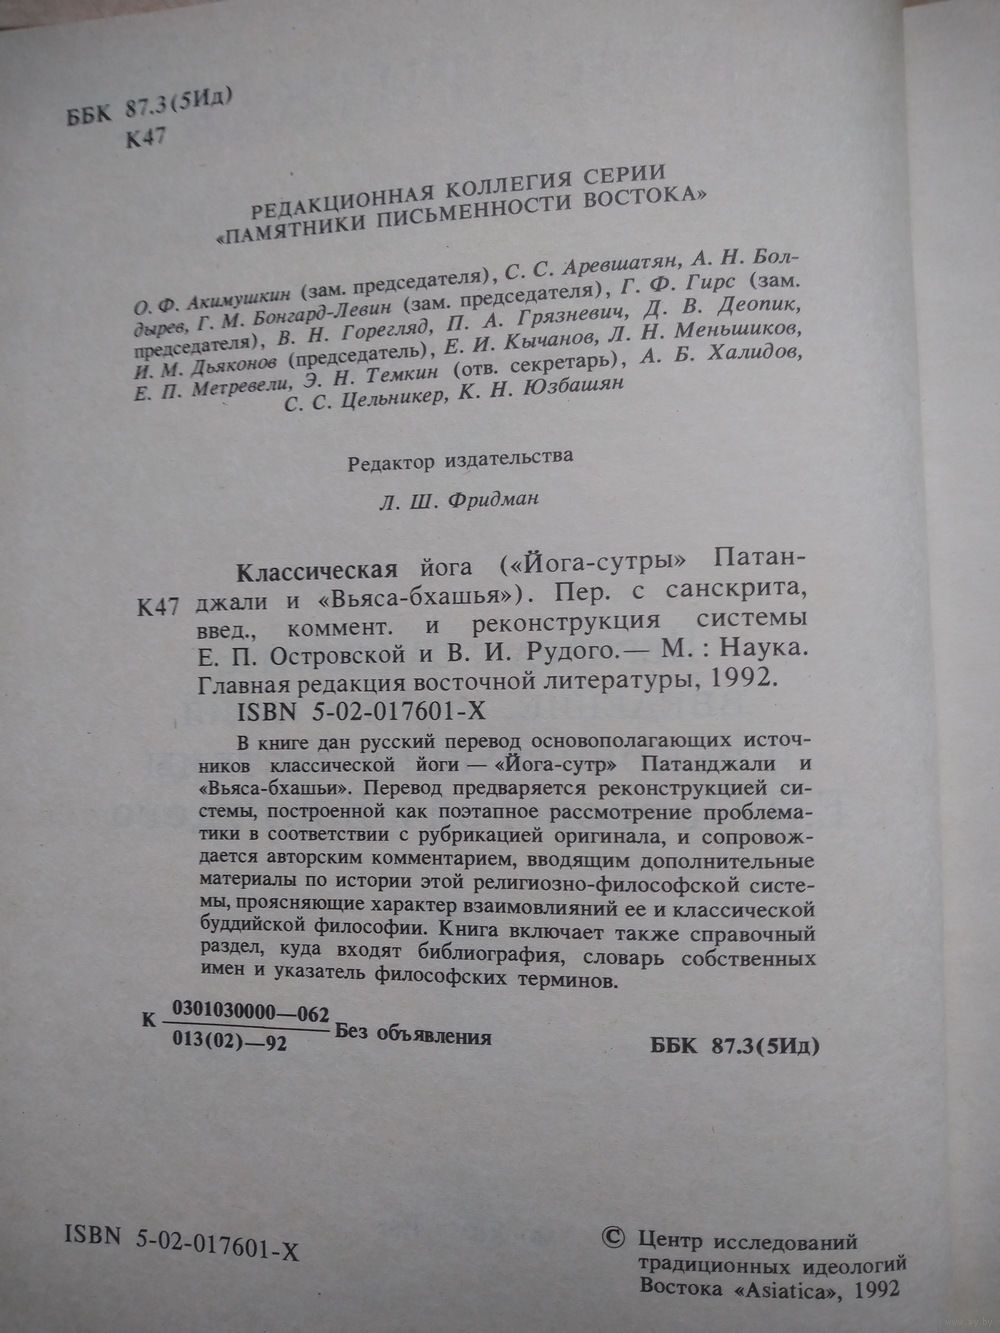 ББК 87.3(5Ид)
К47
РЕДАКЦИОННАЯ КОЛЛЕГИЯ СЕРИИ
«ПАМЯТНИКИ ПИСЬМЕННОСТИ ВОСТОКА»
О. Ф. Акимушкин (зам. председателя), С. С. Аревшатян, А. Н. Бол-
дырев, Г. М. Бонгард-Левин (зам. председателя), Г. Ф. Гирс (зам.
председателя), В. Н. Горегляд, П. А. Грязневич, Д. В. Деопик,
И. М. Дьяконов (председатель), Е. И. Кычанов, Л. Н. Меньшиков,
Е. П. Метревели, Э. Н. Темкин (отв. секретарь), А. Б. Халидов,
С. С. Цельникер, К. Н. Юзбашян
Редактор издательства
Л. Ш. Фридман
Классическая йога («Йога-сутры» Патан-
К47 джали и «Вьяса-бхашья»). Пер. с санскрита,
введ., коммент. и реконструкция системы
Е. П. Островской и В. И. Рудого.— М. : Наука.
Главная редакция восточной литературы, 1992.
ISBN 5-02-017601-X
В книге дан русский перевод основополагающих источ-
ников классической йоги — «Йога-сутр» Патанджали и
«Вьяса-бхашьи». Перевод предваряется реконструкцией си-
стемы, построенной как поэтапное рассмотрение проблема-
тики в соответствии с рубрикацией оригинала, и сопровож-
дается авторским комментарием, вводящим дополнительные
материалы по истории этой религиозно-философской систе-
мы, проясняющие характер взаимовлияний ее и классической
буддийской философии. Книга включает также справочный
раздел, куда входят библиография, словарь собственных
имен и указатель философских терминов.
К 0301030000—062
013(02)—92 Без объявления
ББК 87.3(5Ид)
ISBN 5-02-017601-X
© Центр исследований
традиционных идеологий
Востока «Asiatica», 1992
www.ay.by